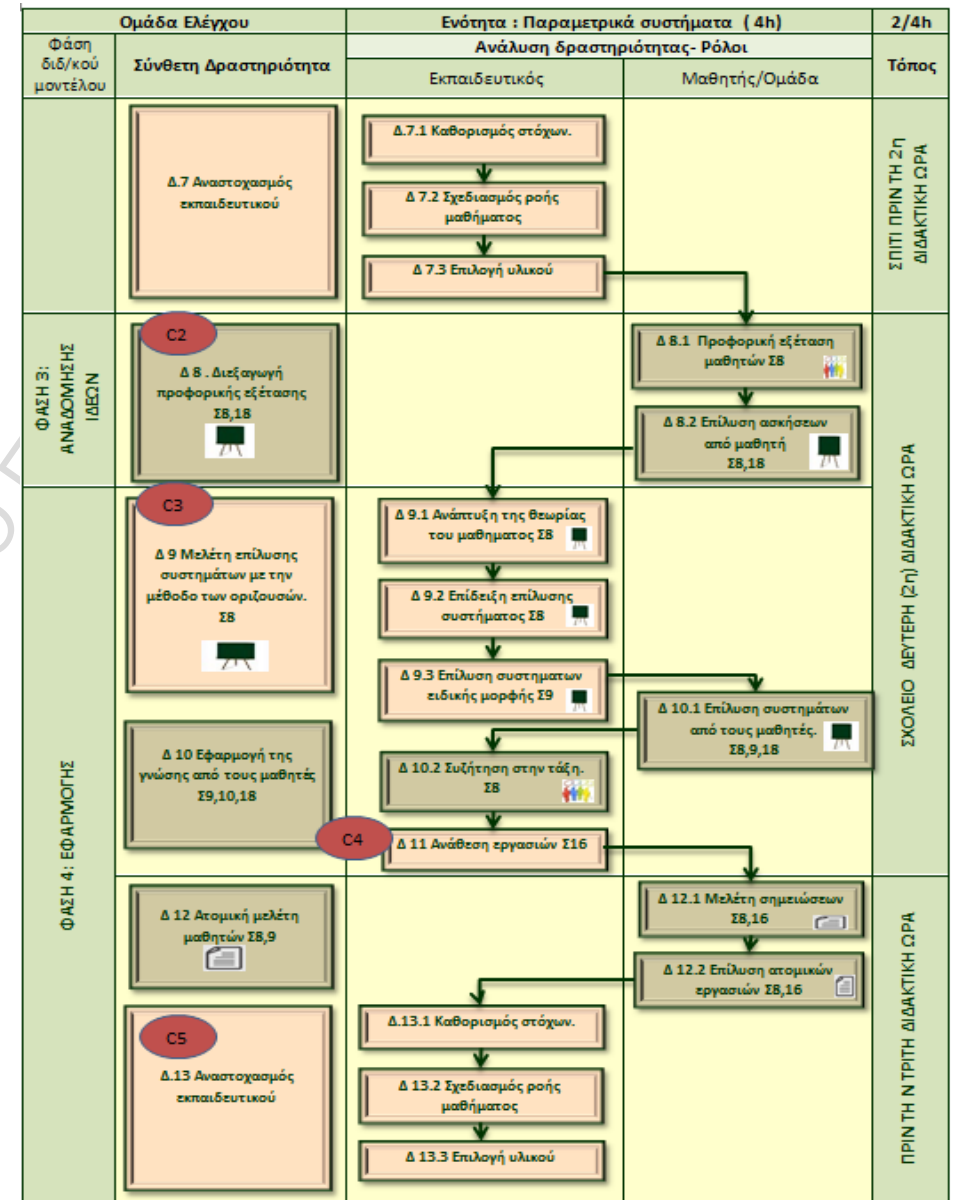 Ομάδα Ελέγχου
Ενότητα : Παραμετρικά συστήματα ( 4h)
2/4h
Φάση
διδ/κού
μοντέλου
Σύνθετη Δραστηριότητα
Ανάλυση δραστηριότητας- Ρόλοι
Εκπαιδευτικός
Μαθητής/Ομάδα
Τόπος
Δ.7 Αναστοχασμός
εκπαιδευτικού
Δ.7.1 Καθορισμός στόχων.
Δ 7.2 Σχεδιασμός ροής
μαθήματος
Δ 7.3 Επιλογή υλικού
ΣΠΙΤΙ ΠΡΙΝ ΤΗ 2η
ΔΙΔΑΚΤΙΚΗ ΩΡΑ
ΦΑΣΗ 3:
ΑΝΑΔΟΜΗΣΗΣ
ΙΔΕΩΝ
C2
Δ 8 . Διεξαγωγή
προφορικής εξέτασης
Σ8,18
Δ 8.1 Προφορική εξέταση
μαθητών Σ8
Δ 8.2 Επίλυση ασκήσεων
από μαθητή
Σ8,18
ΣΧΟΛΕΙΟ ΔΕΥΤΕΡΗ (2η) ΔΙΔΑΚΤΙΚΗ ΩΡΑ
ΦΑΣΗ 4: ΕΦΑΡΜΟΓΗΣ
C3
Δ 9 Μελέτη επίλυσης
συστημάτων με την
μέθοδο των οριζουσών.
Σ8
Δ 9.1 Ανάπτυξη της θεωρίας
του μαθηματος Σ8
Δ 9.2 Επίδειξη επίλυσης
συστήματος Σ8
Δ 9.3 Επίλυση συστηματων
ειδικής μορφής Σ9
Δ 10.1 Επίλυση συστημάτων
από τους μαθητές.
Σ8,9,18
Δ 10 Εφαρμογή της
γνώσης από τους μαθητές
Σ9,10,18
Δ 10.2 Συζήτηση στην τάξη.
Σ8
C4
Δ 11 Ανάθεση εργασιών Σ16
Δ 12 Ατομική μελέτη
μαθητών Σ8,9
Δ 12.1 Μελέτη σημειώσεων
Σ8,16
Δ 12.2 Επίλυση ατομικών
εργασιών Σ8,16
ΠΡΙΝ ΤΗ Ν ΤΡΙΤΗ ΔΙΔΑΚΤΙΚΗ ΩΡΑ
C5
Δ.13 Αναστοχασμός
εκπαιδευτικού
Δ.13.1 Καθορισμός στόχων.
Δ 13.2 Σχεδιασμός ροής
μαθήματος
Δ 13.3 Επιλογή υλικού